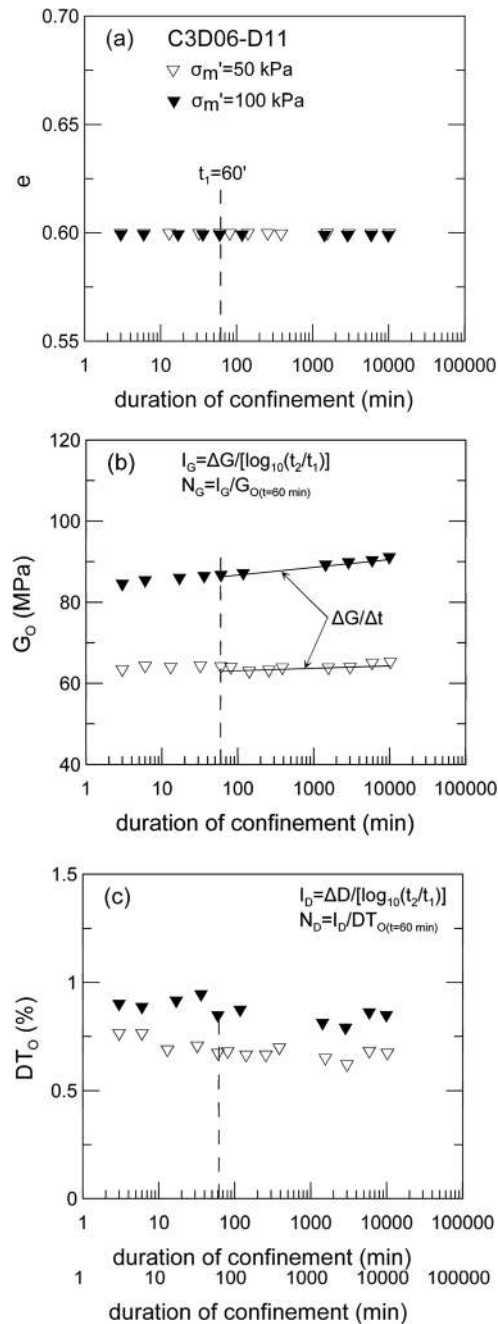 (a) C3D06-D11
▽ σm'=50 kPa
▼ σm'=100 kPa
t1=60'
0.70
0.65
0.60
0.55
e
1 10 100 1000 10000 100000
duration of confinement (min)
(b) IG=ΔG/[log10(t2/t1)]
NG=IG/GO(t=60 min)
120
100
80
60
40
GO (MPa)
ΔG/Δt
1 10 100 1000 10000 100000
duration of confinement (min)
(c) ID=ΔD/[log10(t2/t1)]
ND=ID/DTO(t=60 min)
1.5
1
0.5
0
DTO (%)
1 10 100 1000 10000 100000
duration of confinement (min)
1 10 100 1000 10000 100000
duration of confinement (min)